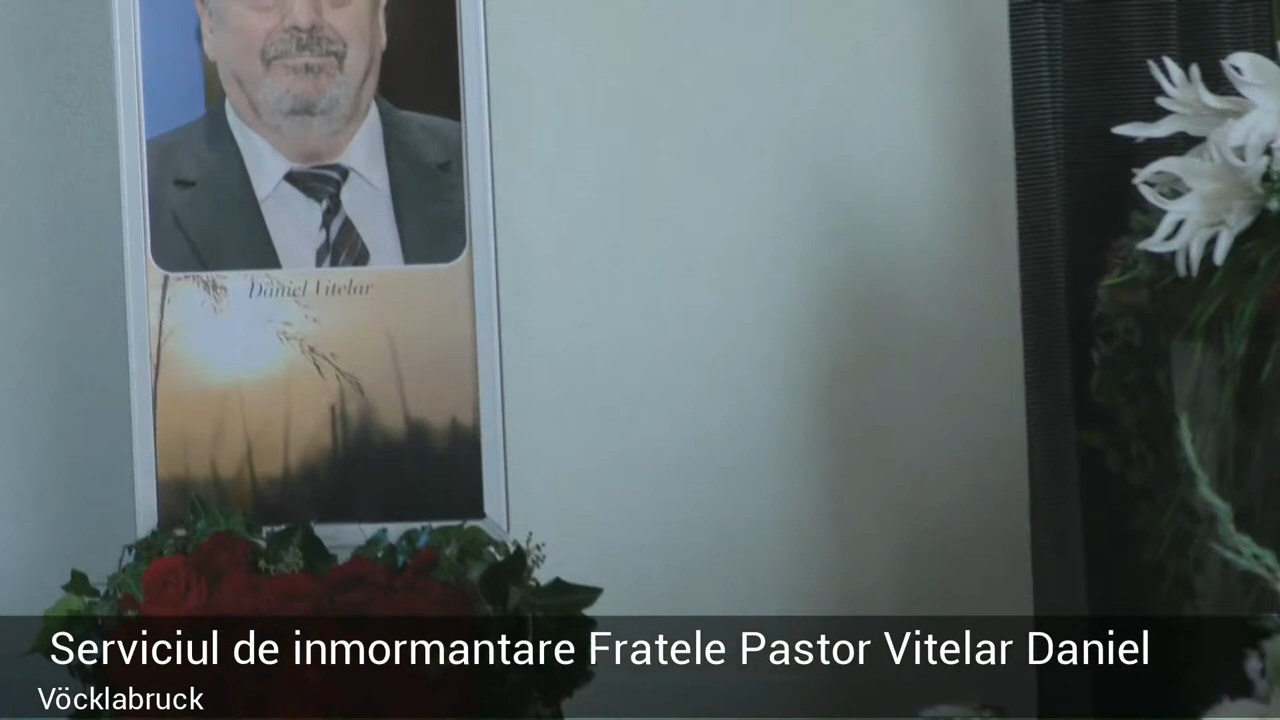 Daniel Vitelar
Serviciul de inmormantare Fratele Pastor Vitelar Daniel
Vöcklabruck